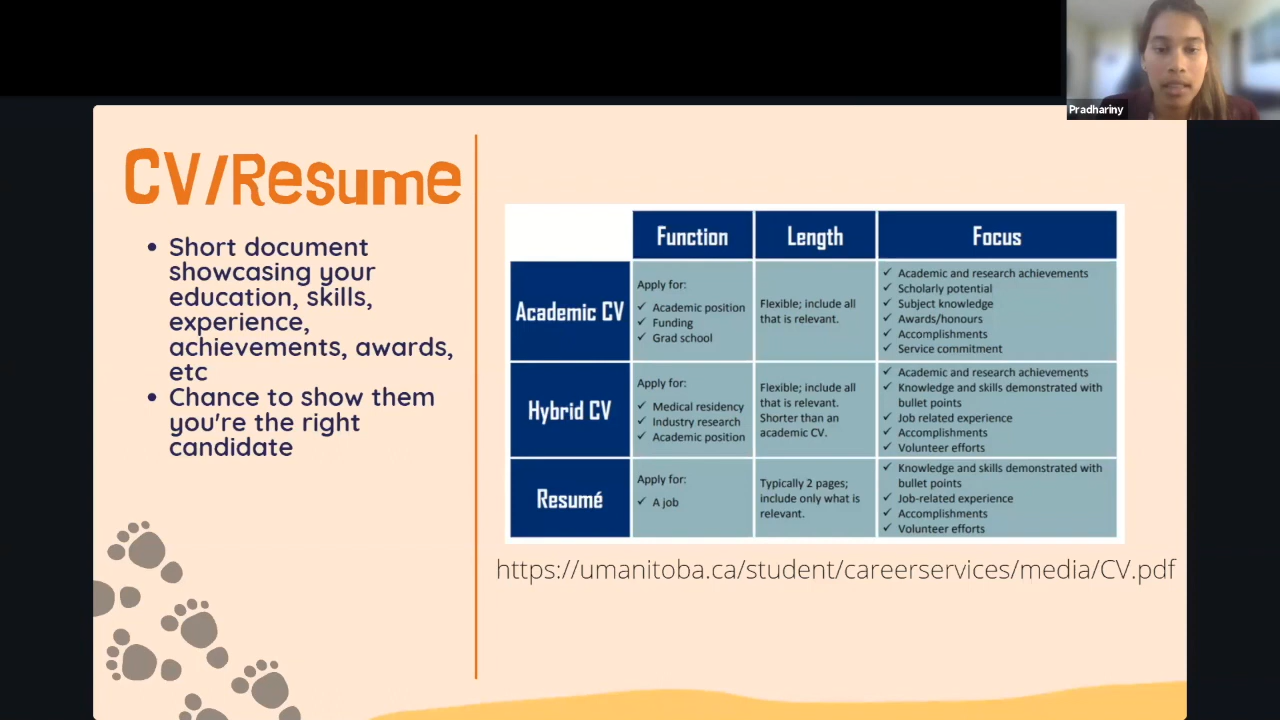 Pradhariny
CV/Resume
• Short document
showcasing your
education, skills,
experience,
achievements, awards,
etc
• Chance to show them
you're the right
candidate
Function
Length
Focus
Academic CV
Apply for:
✓ Academic position
✓ Funding
✓ Grad school
Flexible; include all
that is relevant.
✓ Academic and research achievements
✓ Scholarly potential
✓ Subject knowledge
✓ Awards/honours
✓ Accomplishments
✓ Service commitment
Hybrid CV
Apply for:
✓ Medical residency
✓ Industry research
✓ Academic position
Flexible; include all
that is relevant.
Shorter than an
academic CV.
✓ Academic and research achievements
✓ Knowledge and skills demonstrated with
bullet points
✓ Job related experience
✓ Accomplishments
✓ Volunteer efforts
Resumé
Apply for:
✓ A job
Typically 2 pages;
include only what is
relevant.
✓ Knowledge and skills demonstrated with
bullet points
✓ Job-related experience
✓ Accomplishments
✓ Volunteer efforts
https://umanitoba.ca/student/careerservices/media/CV.pdf